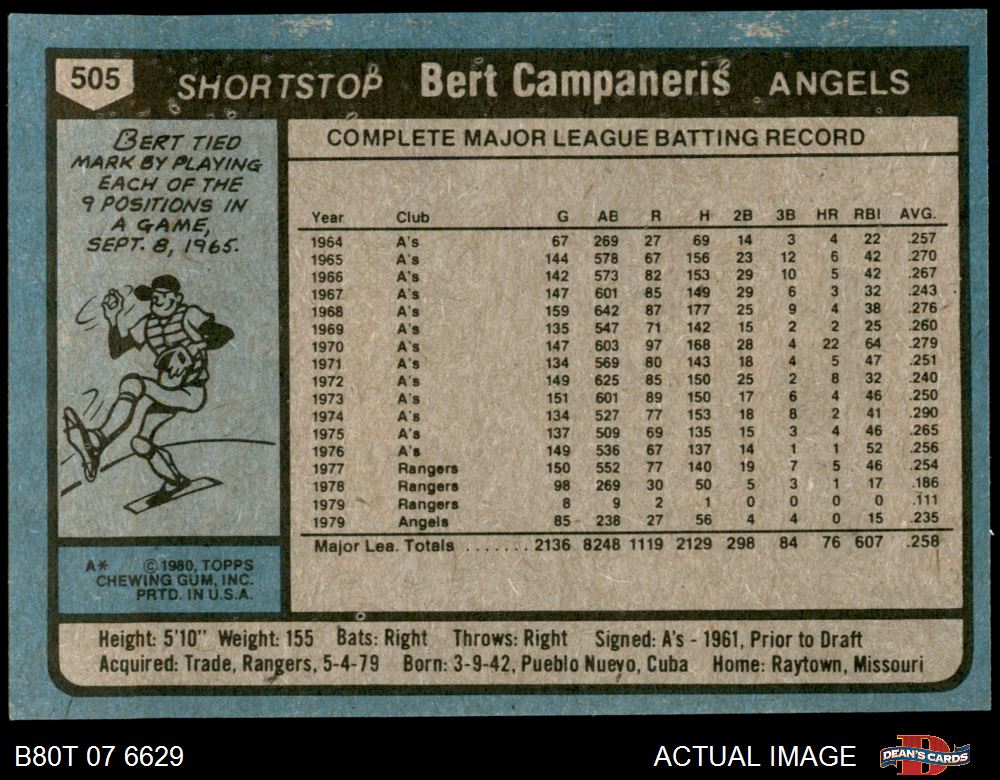 505 SHORTSTOP Bert Campaneris ANGELS
BERT TIED
MARK BY PLAYING
EACH OF THE
9 POSITIONS IN
A GAME,
SEPT. 8, 1965.
COMPLETE MAJOR LEAGUE BATTING RECORD
Year Club G AB R H 2B 3B HR RBI AVG.
1964 A's 67 269 27 69 14 3 4 22 .257
1965 A's 144 578 67 156 23 12 6 42 .270
1966 A's 142 573 82 153 29 10 5 42 .267
1967 A's 147 601 85 149 29 6 3 32 .243
1968 A's 159 642 87 177 25 9 4 38 .276
1969 A's 135 547 71 142 15 2 2 25 .260
1970 A's 147 603 97 168 28 4 22 64 .279
1971 A's 134 569 80 143 18 4 5 47 .251
1972 A's 149 625 85 150 25 2 8 32 .240
1973 A's 151 601 89 150 17 6 4 46 .250
1974 A's 134 527 77 153 18 8 2 41 .290
1975 A's 137 509 69 135 15 3 4 46 .265
1976 A's 149 536 67 137 14 1 1 52 .256
1977 Rangers 150 552 77 140 19 7 5 46 .254
1978 Rangers 98 269 30 50 5 3 1 17 .186
1979 Rangers 8 9 2 1 0 0 0 0 .111
1979 Angels 85 238 27 56 4 4 0 15 .235
Major Lea. Totals ....... 2136 8248 1119 2129 298 84 76 607 .258
A* © 1980, TOPPS
CHEWING GUM, INC.
PRTD. IN U.S.A.
Height: 5'10" Weight: 155 Bats: Right Throws: Right Signed: A's - 1961, Prior to Draft
Acquired: Trade, Rangers, 5-4-79 Born: 3-9-42, Pueblo Nuevo, Cuba Home: Raytown, Missouri
B80T 07 6629 ACTUAL IMAGE DEAN'S CARDS